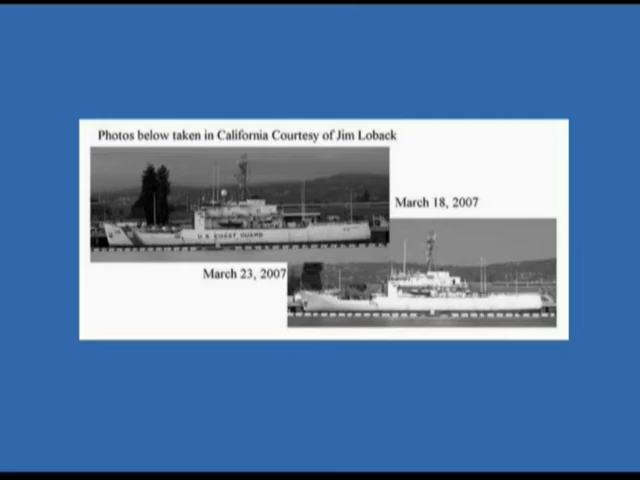 Photos below taken in California Courtesy of Jim Loback
March 18, 2007
U.S. COAST GUARD
March 23, 2007